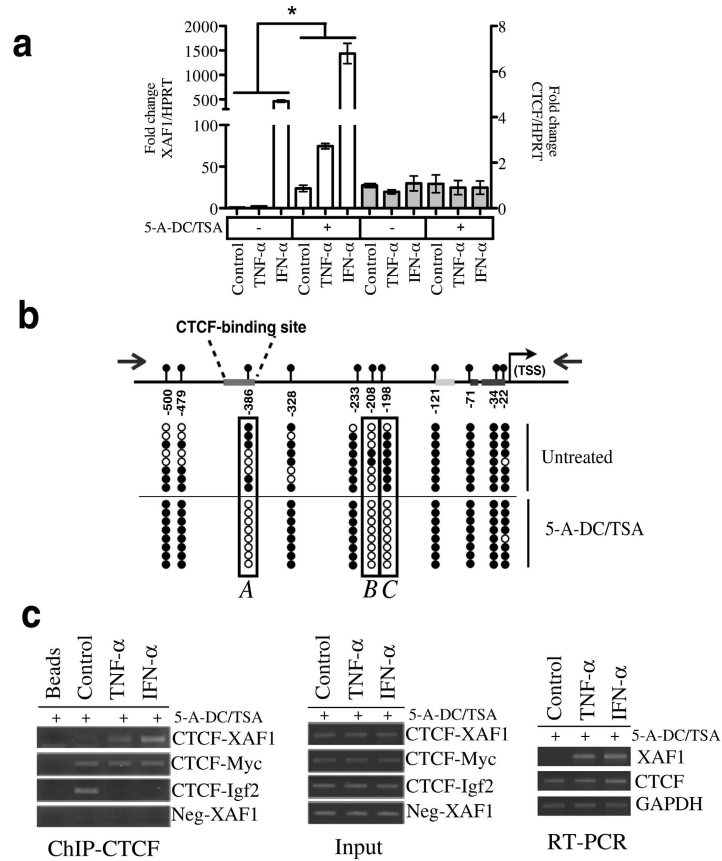 a
*
2000
1500
1000
500
100
50
0
Fold change
XAF1/HPRT
8
6
4
2
0
Fold change
CTCF/HPRT
5-A-DC/TSA
-
+
-
+
Control
TNF-α
IFN-α
Control
TNF-α
IFN-α
Control
TNF-α
IFN-α
Control
TNF-α
IFN-α
b
CTCF-binding site
(TSS)
-500
-479
-386
-328
-233
-208
-198
-121
-71
-34
-22
Untreated
5-A-DC/TSA
A
B
C
c
Beads
Control
TNF-α
IFN-α
+ + + + 5-A-DC/TSA
CTCF-XAF1
CTCF-Myc
CTCF-Igf2
Neg-XAF1
ChIP-CTCF
Control
TNF-α
IFN-α
+ + + 5-A-DC/TSA
CTCF-XAF1
CTCF-Myc
CTCF-Igf2
Neg-XAF1
Input
Control
TNF-α
IFN-α
+ + + 5-A-DC/TSA
XAF1
CTCF
GAPDH
RT-PCR